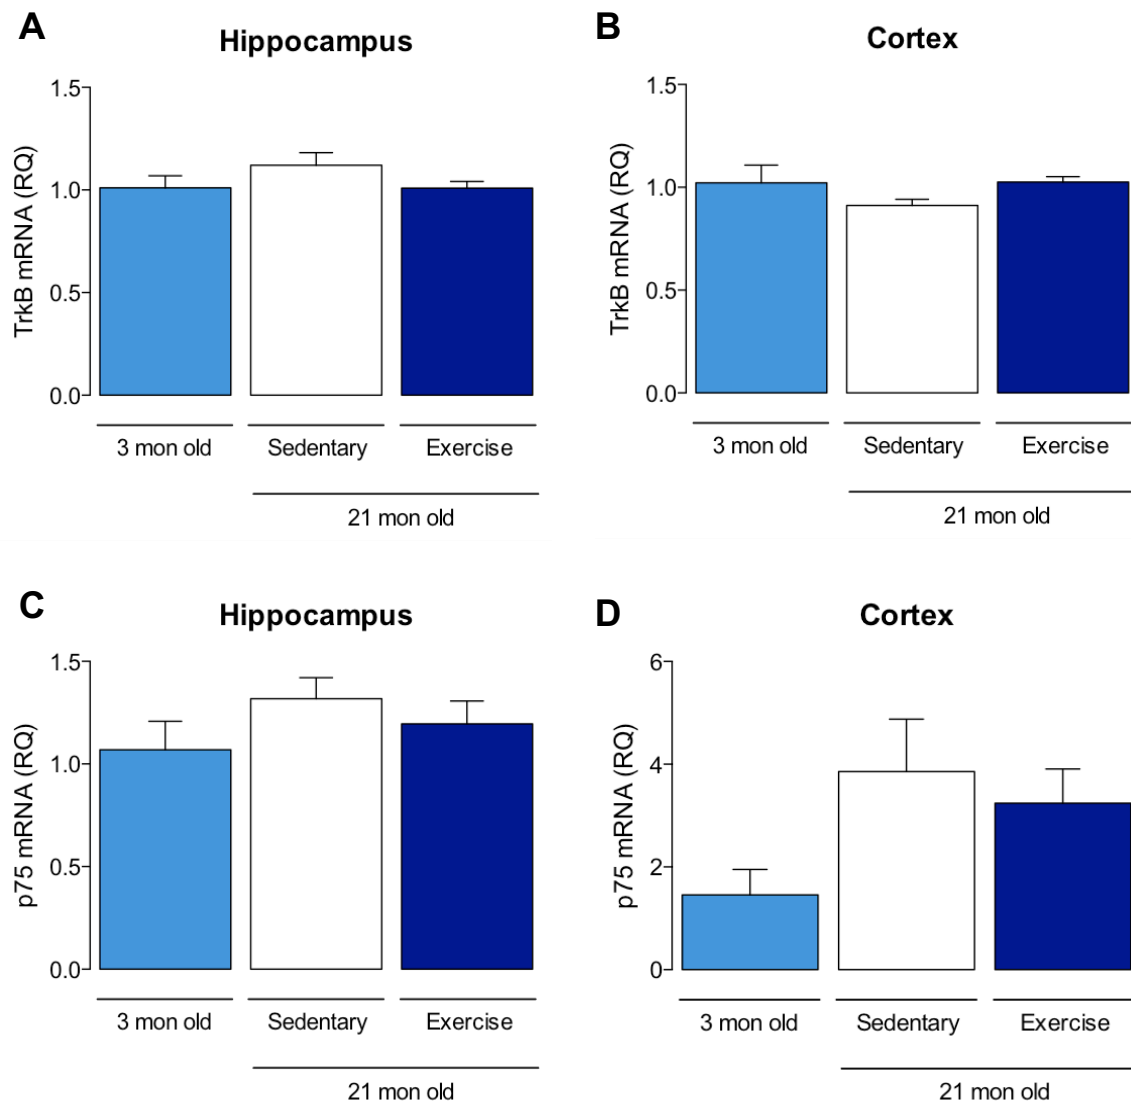 A
Hippocampus
TrkB mRNA (RQ)
1.5
1.0
0.5
0.0
3 mon old
Sedentary
Exercise
21 mon old
B
Cortex
TrkB mRNA (RQ)
1.5
1.0
0.5
0.0
3 mon old
Sedentary
Exercise
21 mon old
C
Hippocampus
p75 mRNA (RQ)
1.5
1.0
0.5
0.0
3 mon old
Sedentary
Exercise
21 mon old
D
Cortex
p75 mRNA (RQ)
6
4
2
0
3 mon old
Sedentary
Exercise
21 mon old